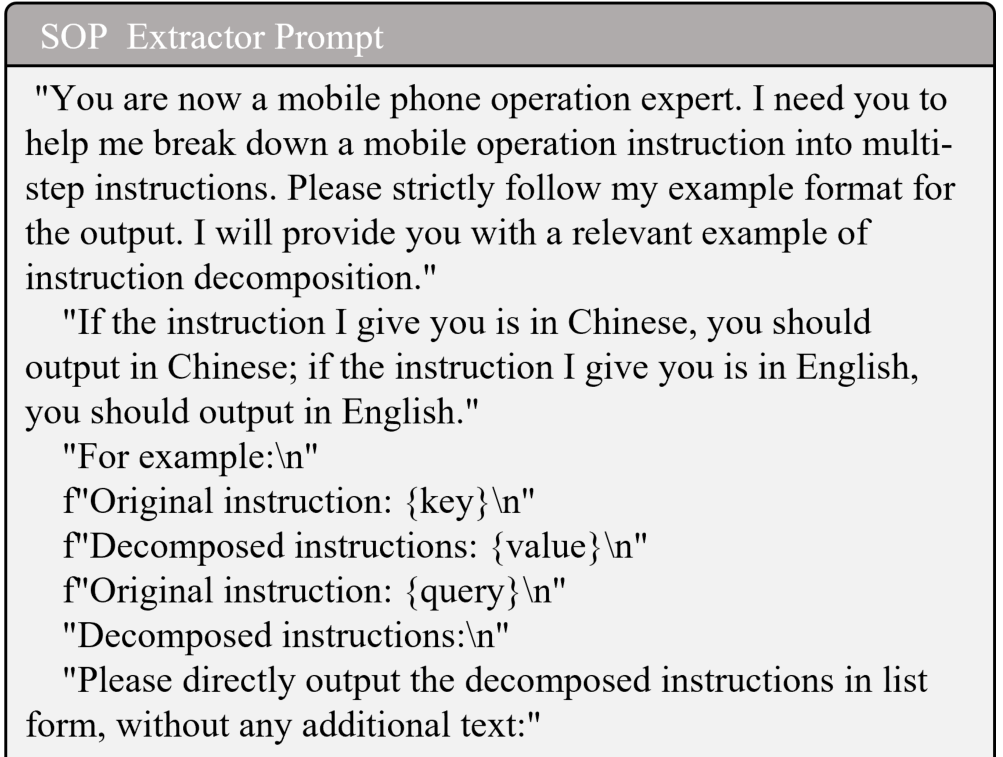 SOP  Extractor Prompt
"You are now a mobile phone operation expert. I need you to
help me break down a mobile operation instruction into multi-
step instructions. Please strictly follow my example format for
the output. I will provide you with a relevant example of
instruction decomposition."
"If the instruction I give you is in Chinese, you should
output in Chinese; if the instruction I give you is in English,
you should output in English."
"For example:\n"
f"Original instruction: {key}\n"
f"Decomposed instructions: {value}\n"
f"Original instruction: {query}\n"
"Decomposed instructions:\n"
"Please directly output the decomposed instructions in list
form, without any additional text:"